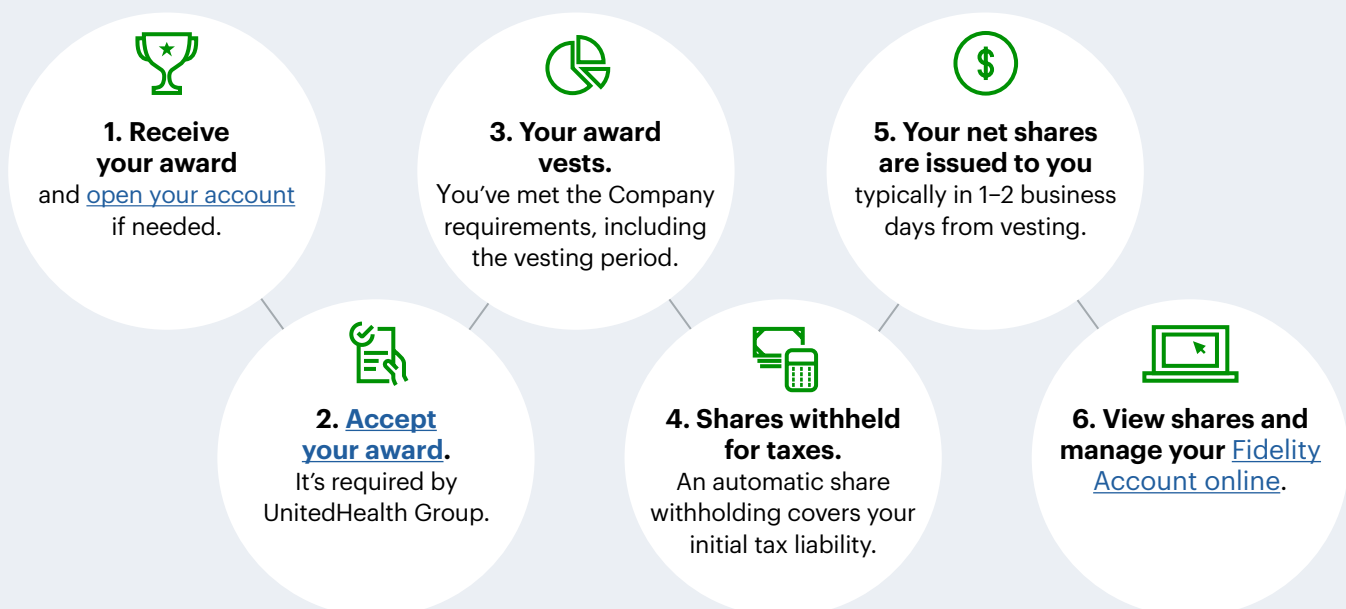 1. Receive
your award
and open your account
if needed.
2. Accept
your award.
It’s required by
UnitedHealth Group.
3. Your award
vests.
You’ve met the Company
requirements, including
the vesting period.
4. Shares withheld
for taxes.
An automatic share
withholding covers your
initial tax liability.
5. Your net shares
are issued to you
typically in 1–2 business
days from vesting.
6. View shares and
manage your Fidelity
Account online.
$